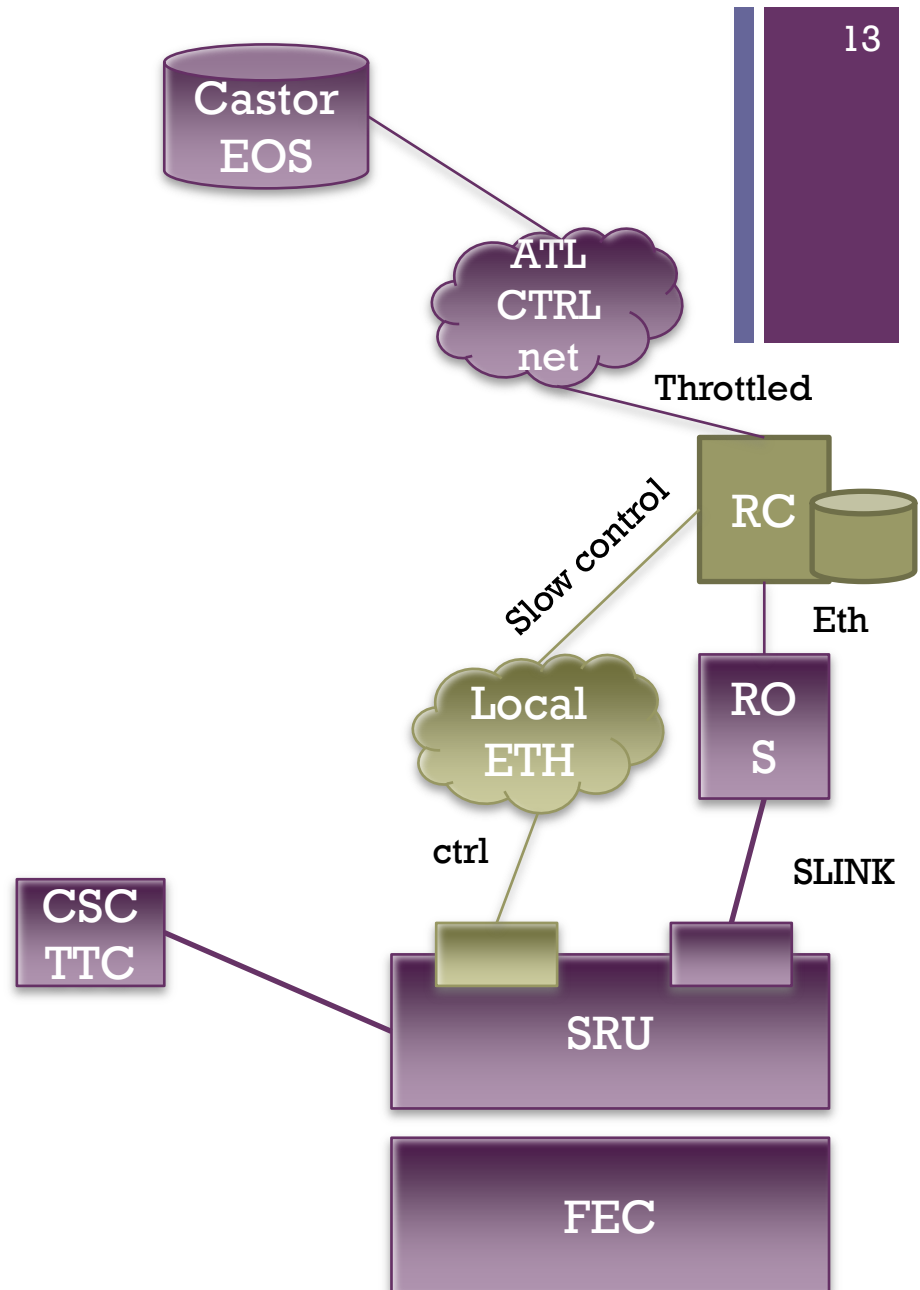 13
Castor
EOS
ATL
CTRL
net
Throttled
RC
Slow control
Eth
Local
ETH
RO
S
ctrl
SLINK
CSC
TTC
SRU
FEC